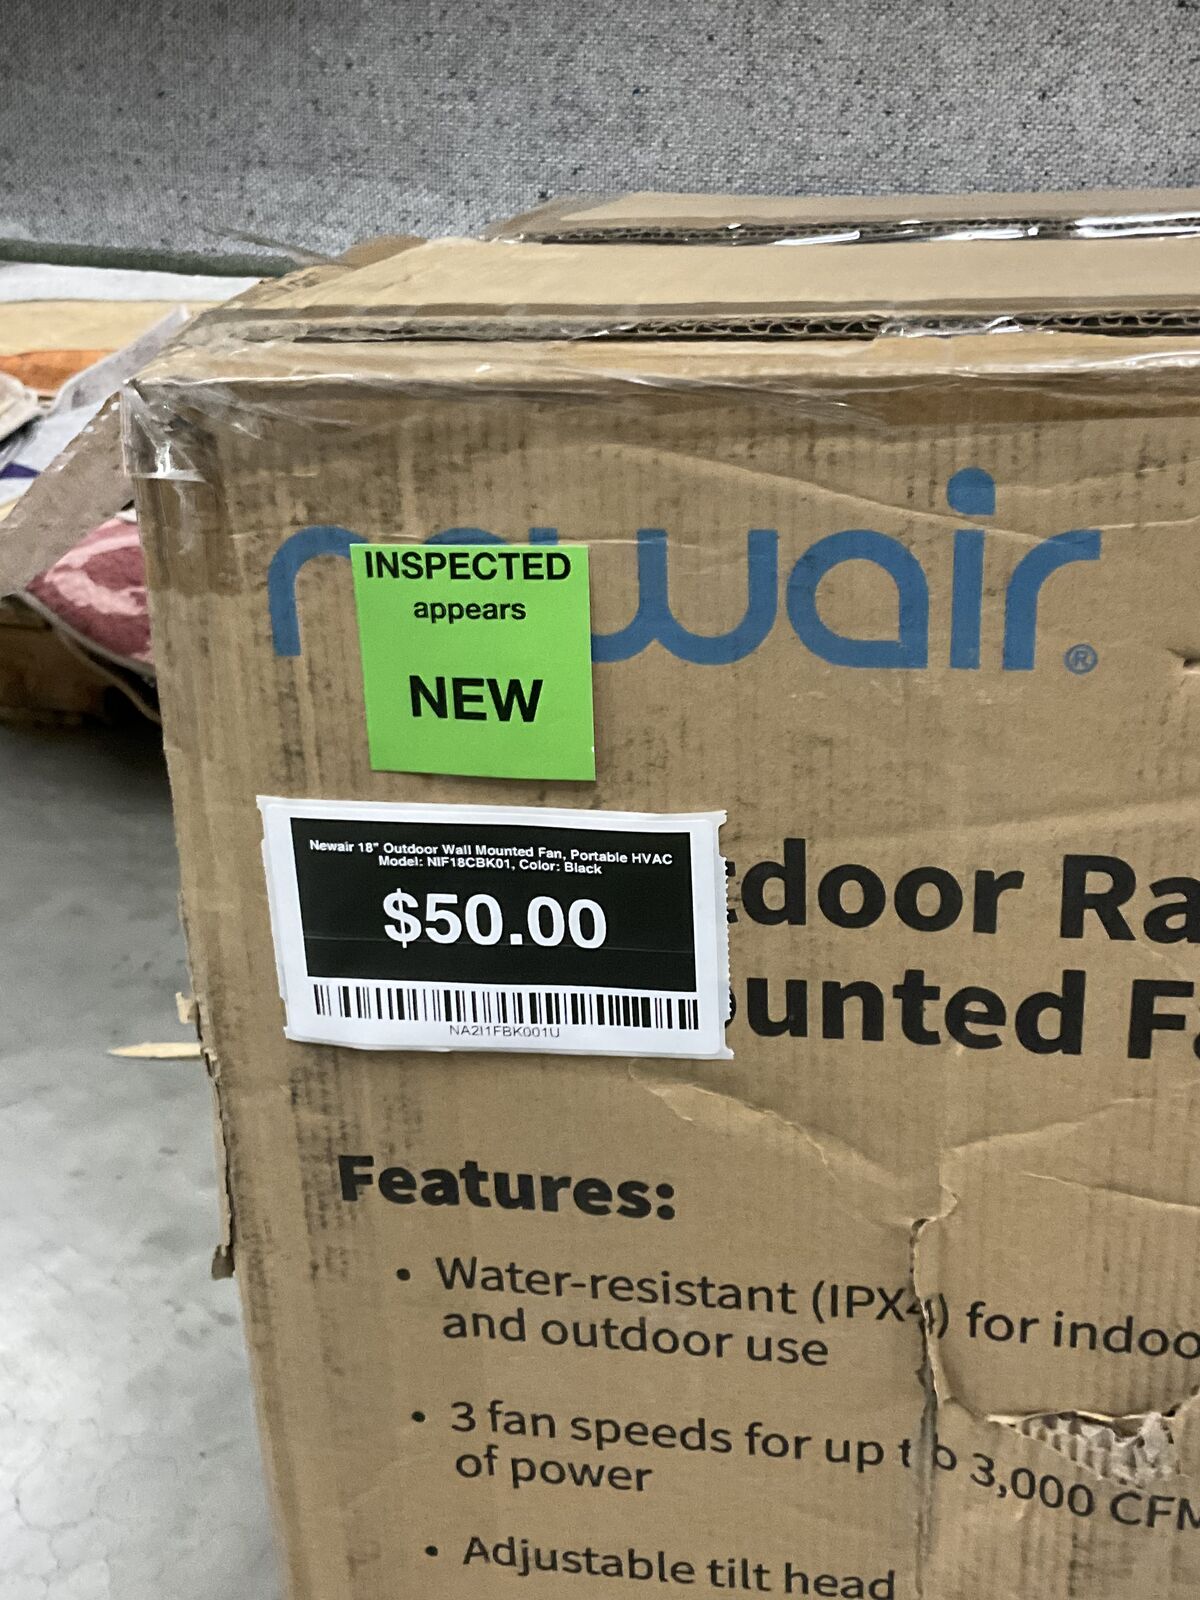 newair®
INSPECTED
appears
NEW
Newair 18" Outdoor Wall Mounted Fan, Portable HVAC
Model: NIF18CBK01, Color: Black
$50.00
NA2I1FBK001U
door Ra
unted F
Features:
• Water-resistant (IPX4) for indoo
and outdoor use
• 3 fan speeds for up to 3,000 CFM
of power
• Adjustable tilt head